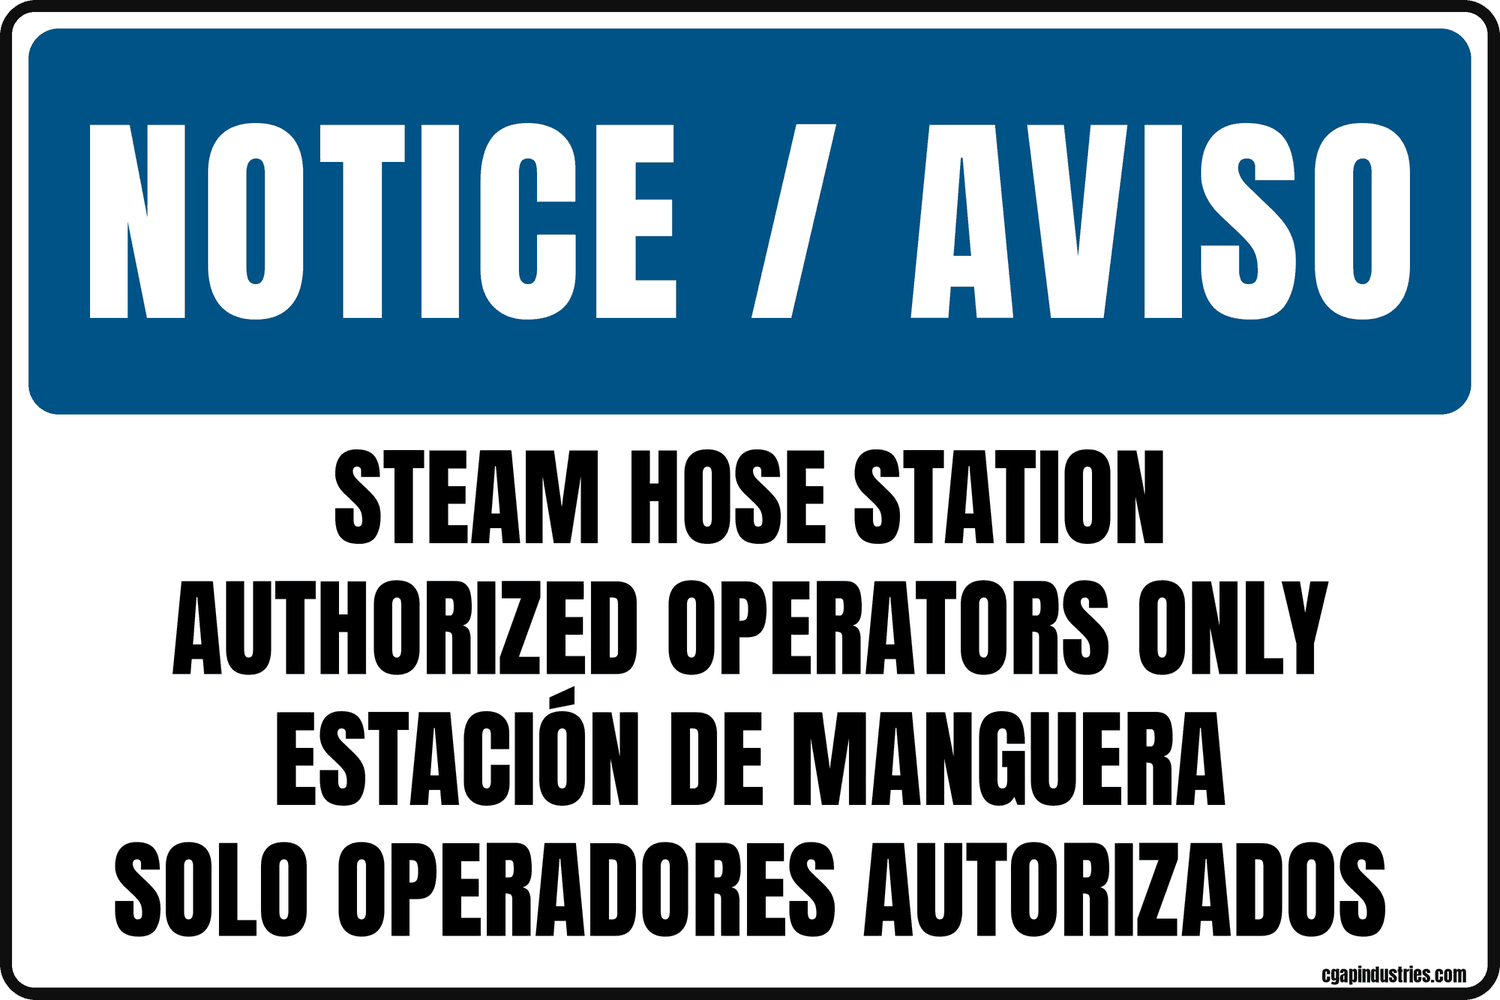 NOTICE / AVISO
STEAM HOSE STATION
AUTHORIZED OPERATORS ONLY
ESTACIÓN DE MANGUERA
SOLO OPERADORES AUTORIZADOS
cgapindustries.com